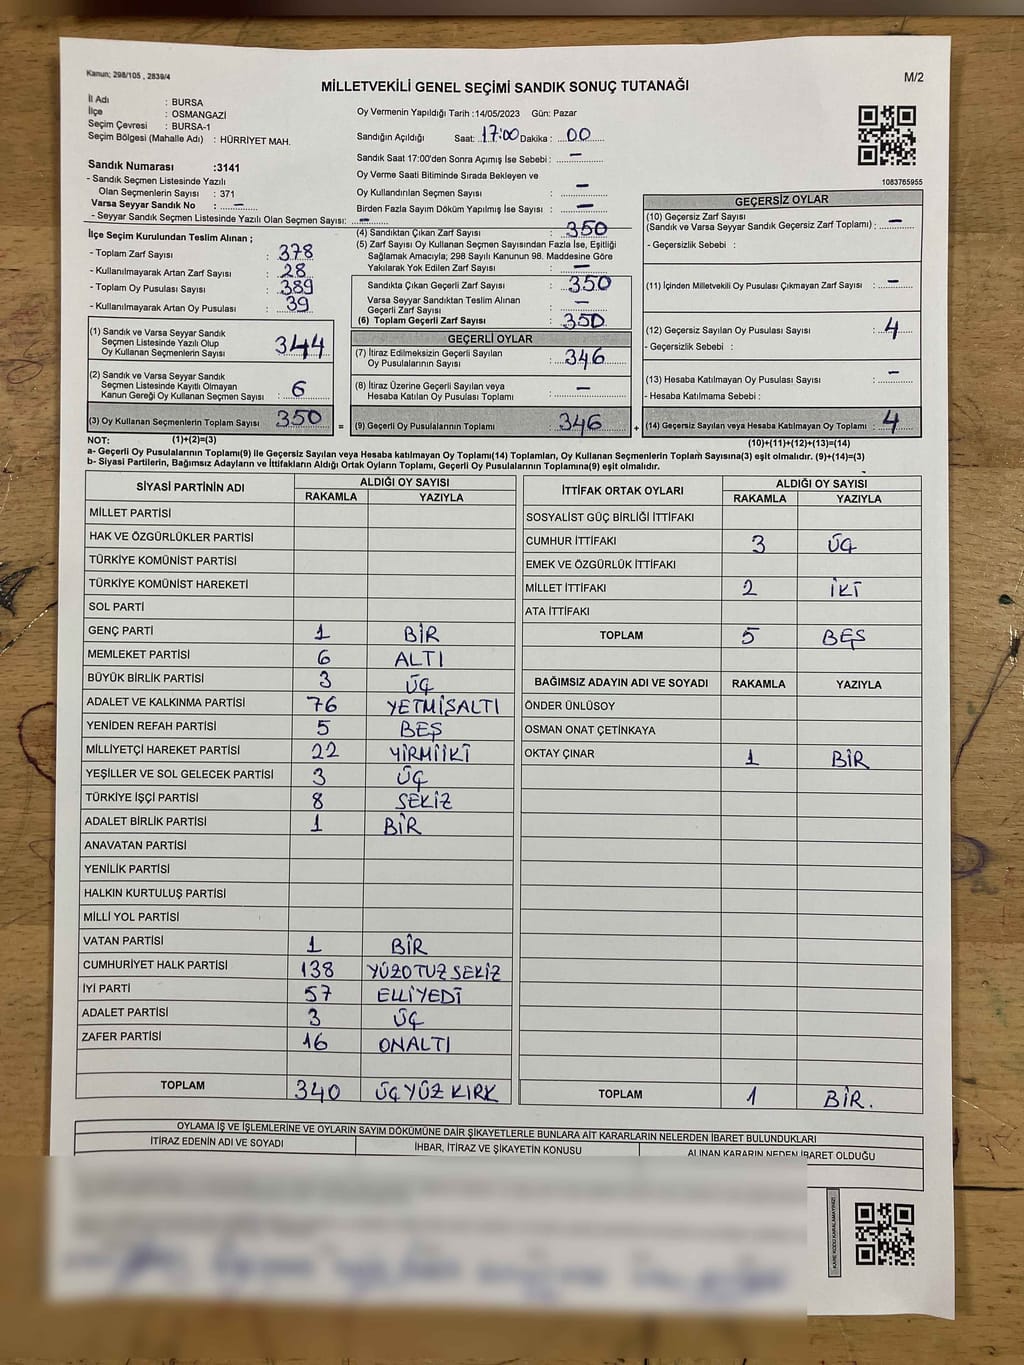 Kanun; 298/105 , 2839/4
M/2
MİLLETVEKİLİ GENEL SEÇİMİ SANDIK SONUÇ TUTANAĞI
İl Adı : BURSA
İlçe : OSMANGAZİ
Seçim Çevresi : BURSA-1
Seçim Bölgesi (Mahalle Adı) : HÜRRİYET MAH.
Sandık Numarası :3141
- Sandık Seçmen Listesinde Yazılı
Olan Seçmenlerin Sayısı : 371
Varsa Seyyar Sandık No : –
- Seyyar Sandık Seçmen Listesinde Yazılı Olan Seçmen Sayısı: –
İlçe Seçim Kurulundan Teslim Alınan ;
- Toplam Zarf Sayısı : 378
- Kullanılmayarak Artan Zarf Sayısı : 28
- Toplam Oy Pusulası Sayısı : 389
- Kullanılmayarak Artan Oy Pusulası : 39
(1) Sandık ve Varsa Seyyar Sandık
Seçmen Listesinde Yazılı Olup
Oy Kullanan Seçmenlerin Sayısı : 344
(2) Sandık ve Varsa Seyyar Sandık
Seçmen Listesinde Kayıtlı Olmayan
Kanun Gereği Oy Kullanan Seçmen Sayısı : 6
(3) Oy Kullanan Seçmenlerin Toplam Sayısı : 350
Oy Vermenin Yapıldığı Tarih :14/05/2023 Gün: Pazar
Sandığın Açıldığı Saat: 17:00 Dakika : 00
Sandık Saat 17:00'den Sonra Açımış İse Sebebi : –
Oy Verme Saati Bitiminde Sırada Bekleyen ve
Oy Kullandırılan Seçmen Sayısı : –
Birden Fazla Sayım Döküm Yapılmış İse Sayısı : –
(4) Sandıktan Çıkan Zarf Sayısı : 350
(5) Zarf Sayısı Oy Kullanan Seçmen Sayısından Fazla İse, Eşitliği
Sağlamak Amacıyla; 298 Sayılı Kanunun 98. Maddesine Göre
Yakılarak Yok Edilen Zarf Sayısı : –
Sandıkta Çıkan Geçerli Zarf Sayısı : 350
Varsa Seyyar Sandıktan Teslim Alınan
Geçerli Zarf Sayısı : –
(6) Toplam Geçerli Zarf Sayısı : 350
GEÇERLİ OYLAR
(7) İtiraz Edilmeksizin Geçerli Sayılan
Oy Pusulalarının Sayısı : 346
(8) İtiraz Üzerine Geçerli Sayılan veya
Hesaba Katılan Oy Pusulası Toplamı : –
= (9) Geçerli Oy Pusulalarının Toplamı : 346 +
1083765955
GEÇERSİZ OYLAR
(10) Geçersiz Zarf Sayısı
(Sandık ve Varsa Seyyar Sandık Geçersiz Zarf Toplamı) : –
- Geçersizlik Sebebi :
(11) İçinden Milletvekili Oy Pusulası Çıkmayan Zarf Sayısı : –
(12) Geçersiz Sayılan Oy Pusulası Sayısı : 4
- Geçersizlik Sebebi :
(13) Hesaba Katılmayan Oy Pusulası Sayısı : –
- Hesaba Katılmama Sebebi :
(14) Geçersiz Sayılan veya Hesaba Katılmayan Oy Toplamı : 4
NOT: (1)+(2)=(3) (10)+(11)+(12)+(13)=(14)
a- Geçerli Oy Pusulalarının Toplamı(9) ile Geçersiz Sayılan veya Hesaba katılmayan Oy Toplamı(14) Toplamları, Oy Kullanan Seçmenlerin Toplam Sayısına(3) eşit olmalıdır. (9)+(14)=(3)
b- Siyasi Partilerin, Bağımsız Adayların ve İttifakların Aldığı Ortak Oyların Toplamı, Geçerli Oy Pusulalarının Toplamına(9) eşit olmalıdır.
SİYASİ PARTİNİN ADI ALDIĞI OY SAYISI
RAKAMLA YAZIYLA
MİLLET PARTİSİ
HAK VE ÖZGÜRLÜKLER PARTİSİ
TÜRKİYE KOMÜNİST PARTİSİ
TÜRKİYE KOMÜNİST HAREKETİ
SOL PARTİ
GENÇ PARTİ 1 BİR
MEMLEKET PARTİSİ 6 ALTI
BÜYÜK BİRLİK PARTİSİ 3 ÜÇ
ADALET VE KALKINMA PARTİSİ 76 YETMİŞALTI
YENİDEN REFAH PARTİSİ 5 BEŞ
MİLLİYETÇİ HAREKET PARTİSİ 22 YİRMİİKİ
YEŞİLLER VE SOL GELECEK PARTİSİ 3 ÜÇ
TÜRKİYE İŞÇİ PARTİSİ 8 SEKİZ
ADALET BİRLİK PARTİSİ 1 BİR
ANAVATAN PARTİSİ
YENİLİK PARTİSİ
HALKIN KURTULUŞ PARTİSİ
MİLLİ YOL PARTİSİ
VATAN PARTİSİ 1 BİR
CUMHURİYET HALK PARTİSİ 138 YÜZOTUZ SEKİZ
İYİ PARTİ 57 ELLİYEDİ
ADALET PARTİSİ 3 ÜÇ
ZAFER PARTİSİ 16 ONALTI
TOPLAM 340 ÜÇ YÜZ KIRK
İTTİFAK ORTAK OYLARI ALDIĞI OY SAYISI
RAKAMLA YAZIYLA
SOSYALİST GÜÇ BİRLİĞİ İTTİFAKI
CUMHUR İTTİFAKI 3 ÜÇ
EMEK VE ÖZGÜRLÜK İTTİFAKI
MİLLET İTTİFAKI 2 İKİ
ATA İTTİFAKI
TOPLAM 5 BEŞ
BAĞIMSIZ ADAYIN ADI VE SOYADI RAKAMLA YAZIYLA
ÖNDER ÜNLÜSOY
OSMAN ONAT ÇETİNKAYA
OKTAY ÇINAR 1 BİR
TOPLAM 1 BİR.
OYLAMA İŞ VE İŞLEMLERİNE VE OYLARIN SAYIM DÖKÜMÜNE DAİR ŞİKAYETLERLE BUNLARA AİT KARARLARIN NELERDEN İBARET BULUNDUKLARI
İTİRAZ EDENİN ADI VE SOYADI İHBAR, İTİRAZ VE ŞİKAYETİN KONUSU ALINAN KARARIN NEDEN İBARET OLDUĞU
KARE KODU KARALAMAYINIZ!